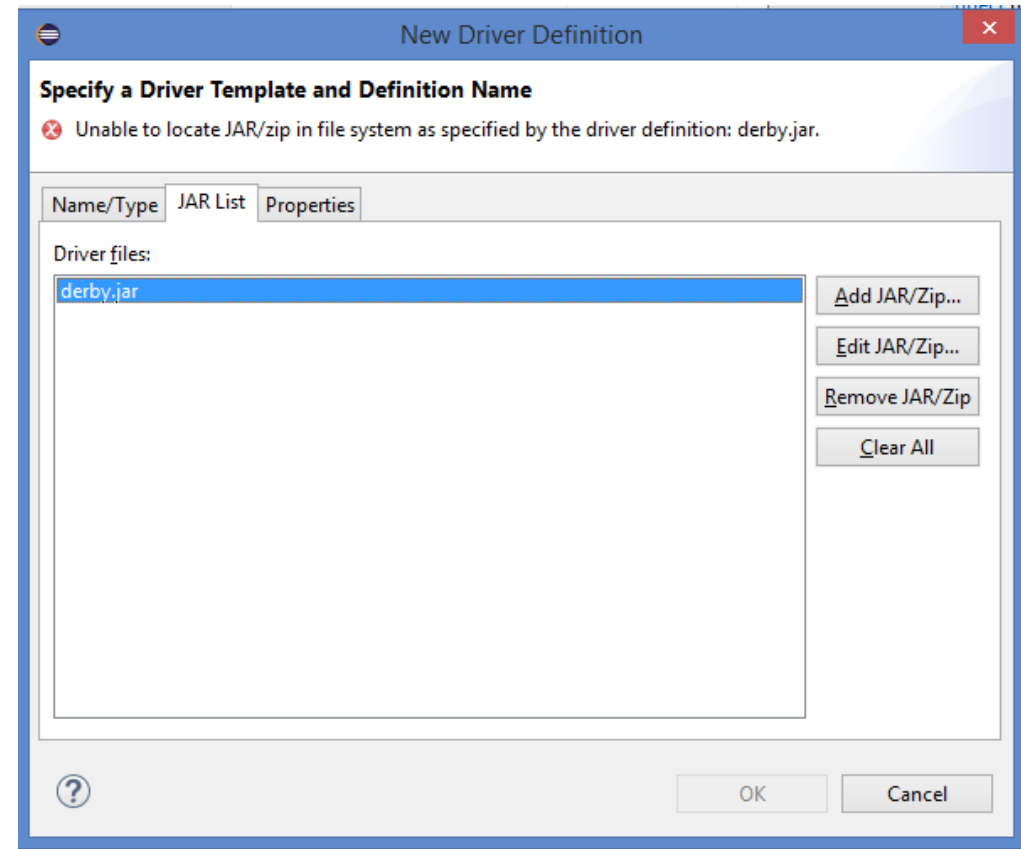 New Driver Definition
Specify a Driver Template and Definition Name
Unable to locate JAR/zip in file system as specified by the driver definition: derby.jar.
Name/Type JAR List Properties
Driver files:
derby.jar
Add JAR/Zip...
Edit JAR/Zip...
Remove JAR/Zip
Clear All
?
OK Cancel